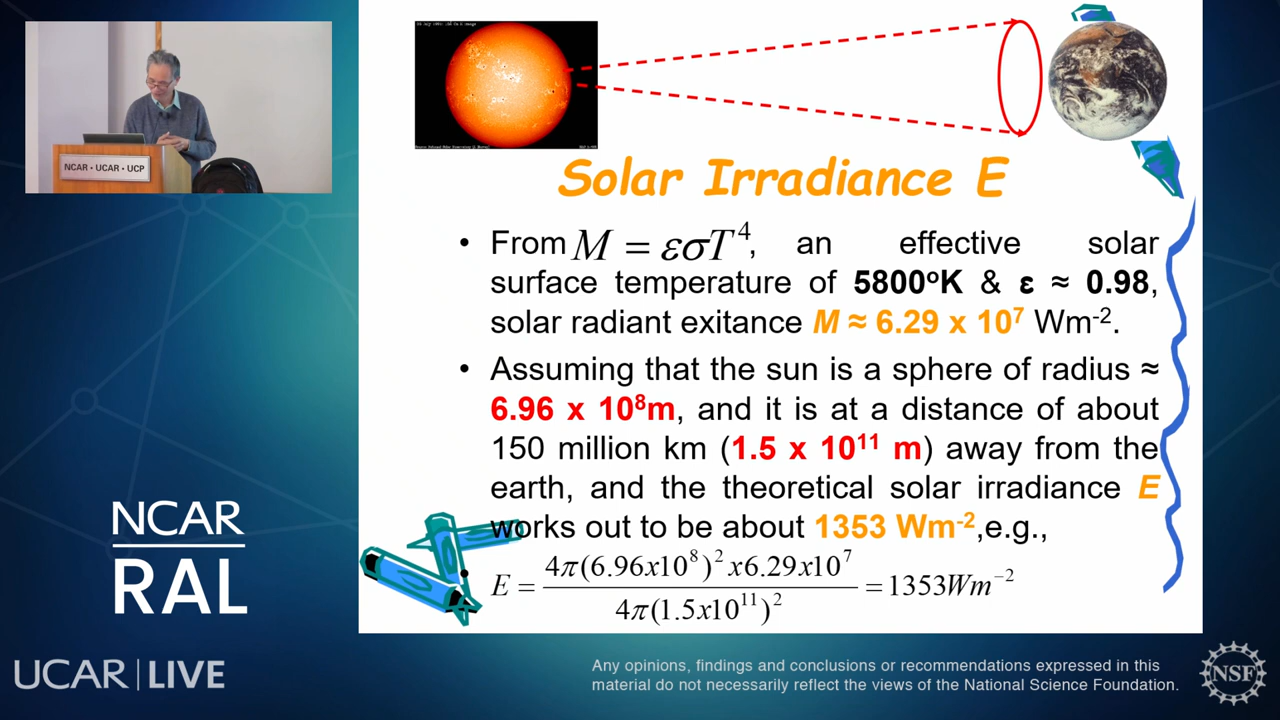 NCAR • UCAR • UCP
Solar Irradiance E
• From M = εσT⁴, an effective solar
surface temperature of 5800ºK & ε ≈ 0.98,
solar radiant exitance M ≈ 6.29 x 10⁷ Wm⁻².
• Assuming that the sun is a sphere of radius ≈
6.96 x 10⁸m, and it is at a distance of about
150 million km (1.5 x 10¹¹ m) away from the
earth, and the theoretical solar irradiance E
works out to be about 1353 Wm⁻²,e.g.,
• E = 4π(6.96x10⁸)²x6.29x10⁷ / 4π(1.5x10¹¹)² = 1353Wm⁻²
NCAR
RAL
UCAR | LIVE
Any opinions, findings and conclusions or recommendations expressed in this
material do not necessarily reflect the views of the National Science Foundation.
NSF